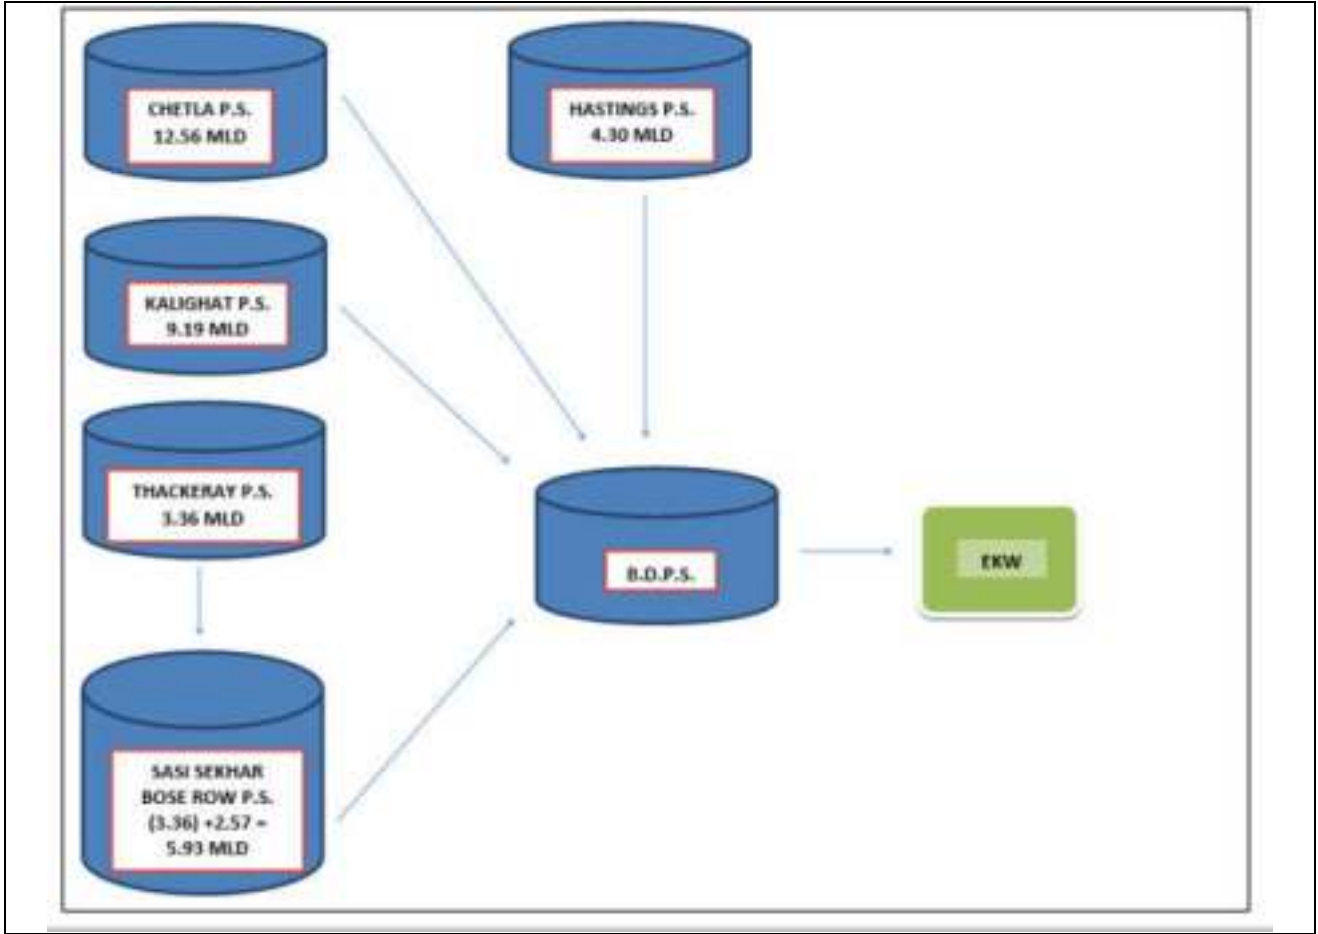 CHETLA P.S.
12.56 MLD
HASTINGS P.S.
4.30 MLD
KALIGHAT P.S.
9.19 MLD
THACKERAY P.S.
3.36 MLD
B.D.P.S.
EKW
SASI SEKHAR
BOSE ROW P.S.
(3.36) +2.57 =
5.93 MLD